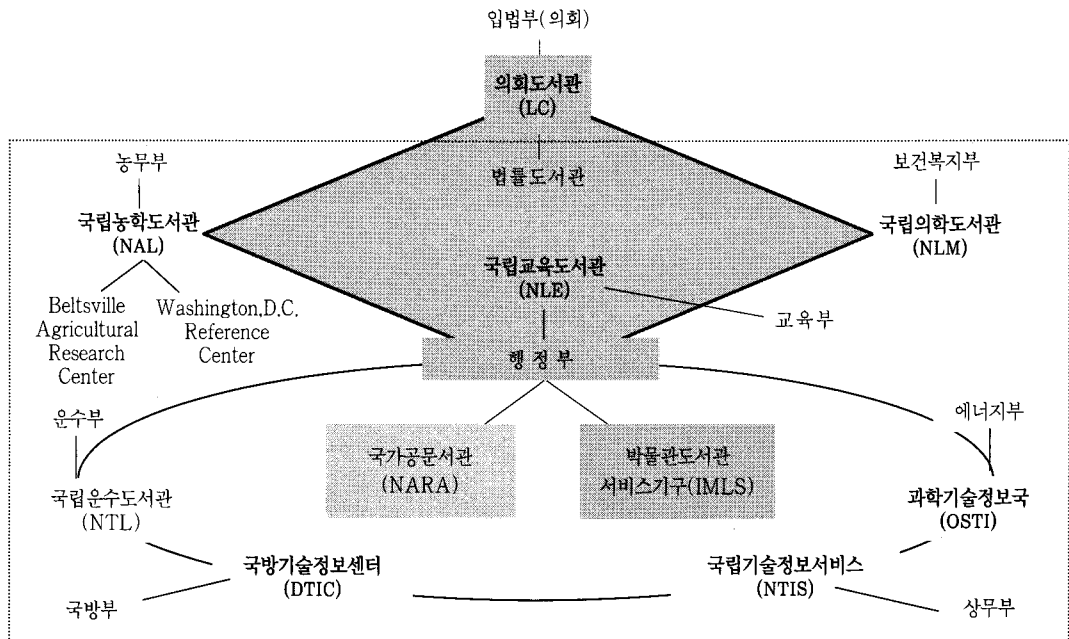 입법부(의회)
의회도서관
(LC)
법률도서관
농무부
국립농학도서관
(NAL)
Beltsville
Agricultural
Research
Center
Washington,D.C.
Reference
Center
보건복지부
국립의학도서관
(NLM)
국립교육도서관
(NLE)
교육부
행정부
운수부
국립운수도서관
(NTL)
국가공문서관
(NARA)
박물관도서관
서비스기구(IMLS)
에너지부
과학기술정보국
(OSTI)
국방기술정보센터
(DTIC)
국방부
국립기술정보서비스
(NTIS)
상무부